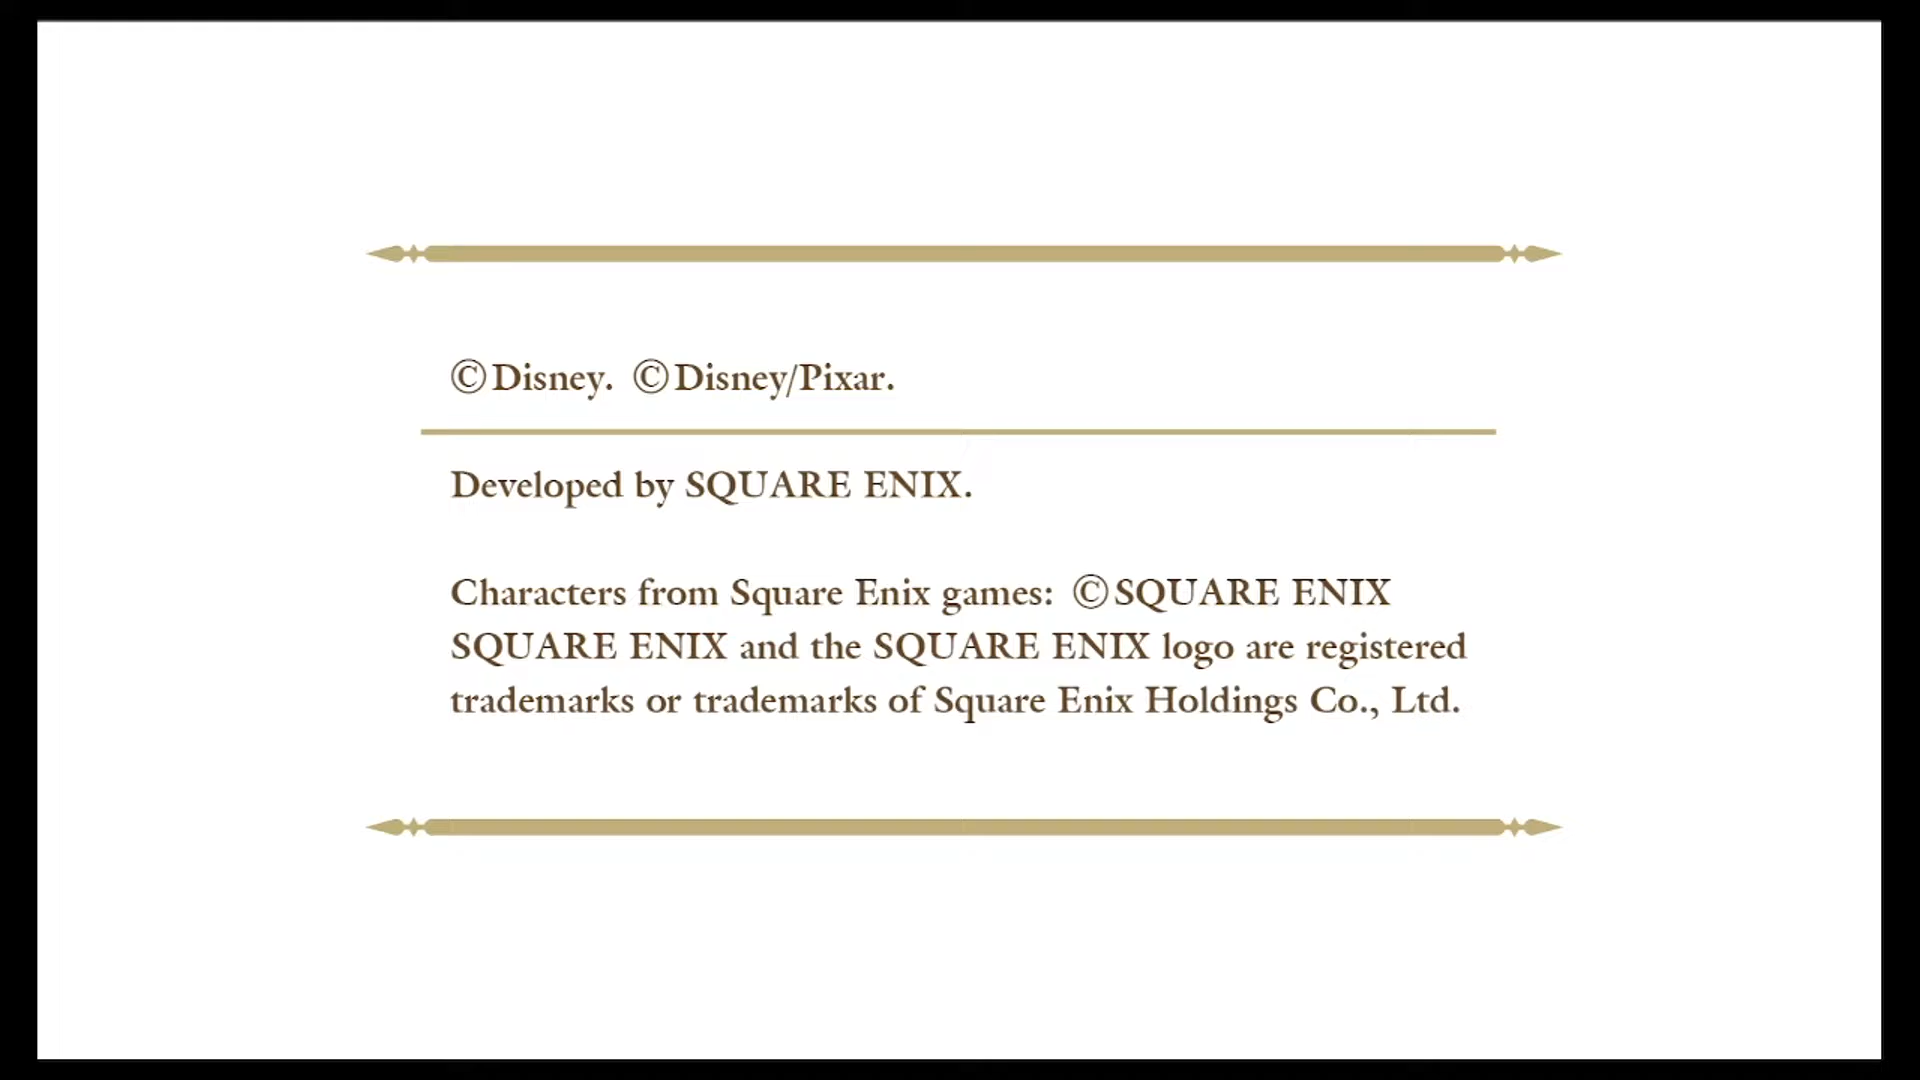 ©Disney. ©Disney/Pixar.
Developed by SQUARE ENIX.
Characters from Square Enix games: ©SQUARE ENIX
SQUARE ENIX and the SQUARE ENIX logo are registered
trademarks or trademarks of Square Enix Holdings Co., Ltd.